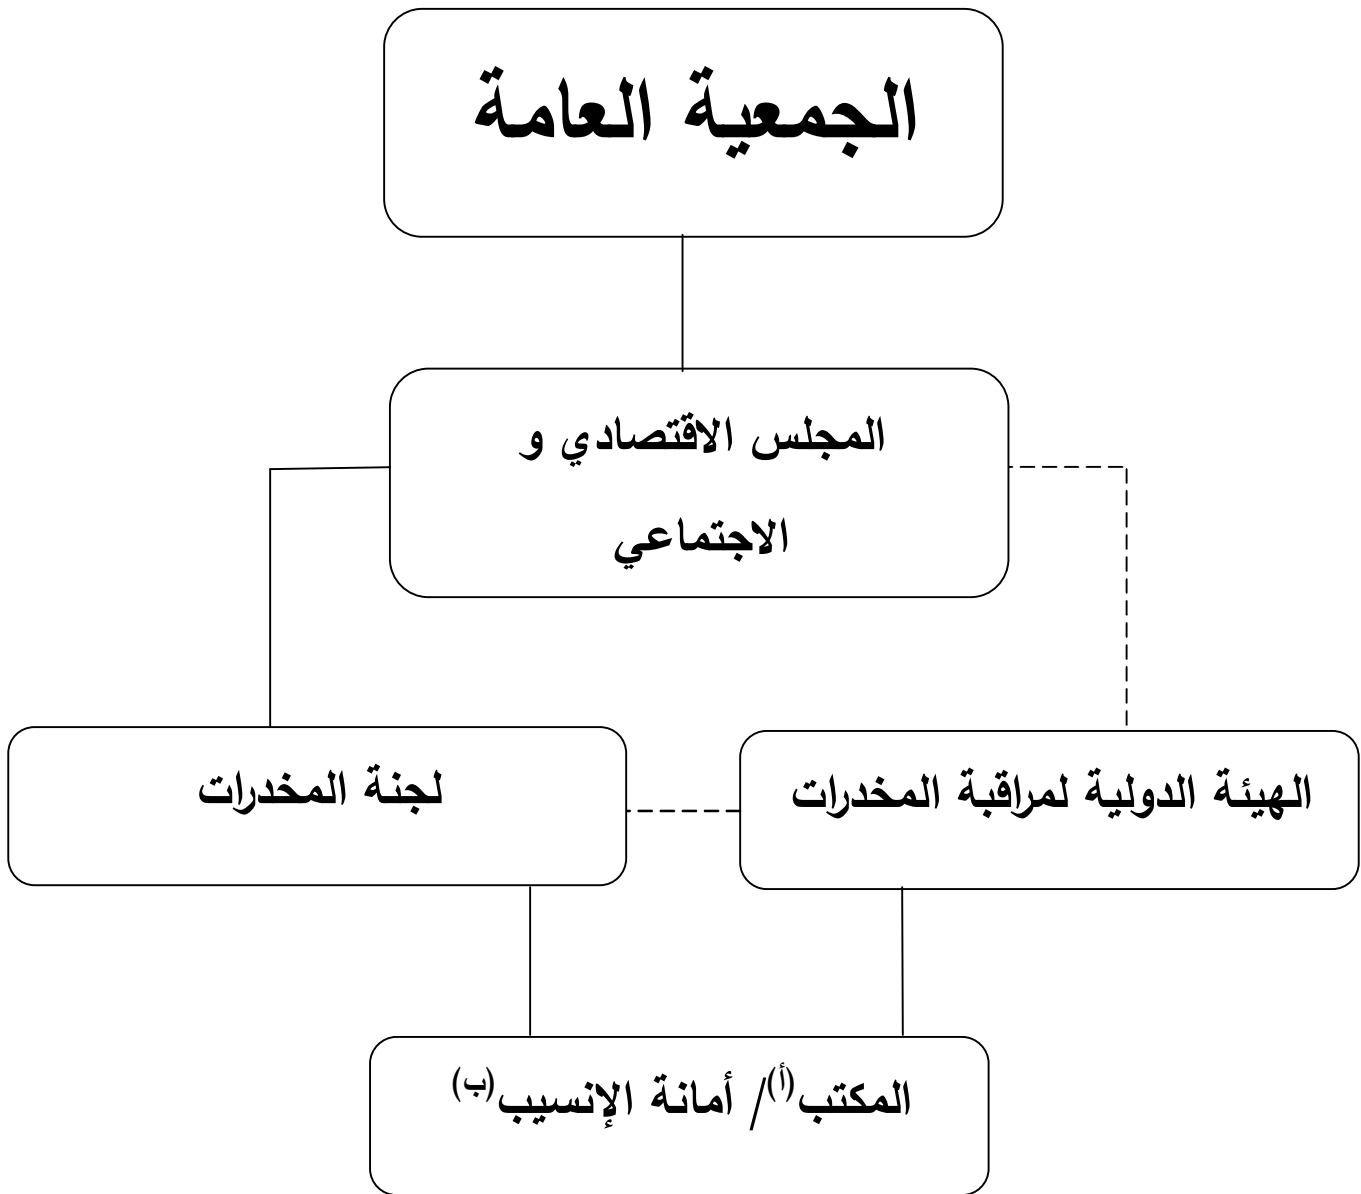 الجمعية العامة
المجلس الاقتصادي و
الاجتماعي
الهيئة الدولية لمراقبة المخدرات
لجنة المخدرات
المكتب(أ)/ أمانة الإنسيب(ب)